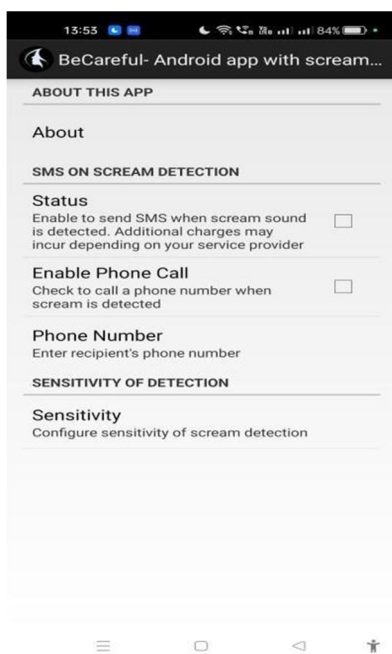 13:53 84%
BeCareful- Android app with scream...
ABOUT THIS APP
About
SMS ON SCREAM DETECTION
Status
Enable to send SMS when scream sound
is detected. Additional charges may
incur depending on your service provider
Enable Phone Call
Check to call a phone number when
scream is detected
Phone Number
Enter recipient's phone number
SENSITIVITY OF DETECTION
Sensitivity
Configure sensitivity of scream detection